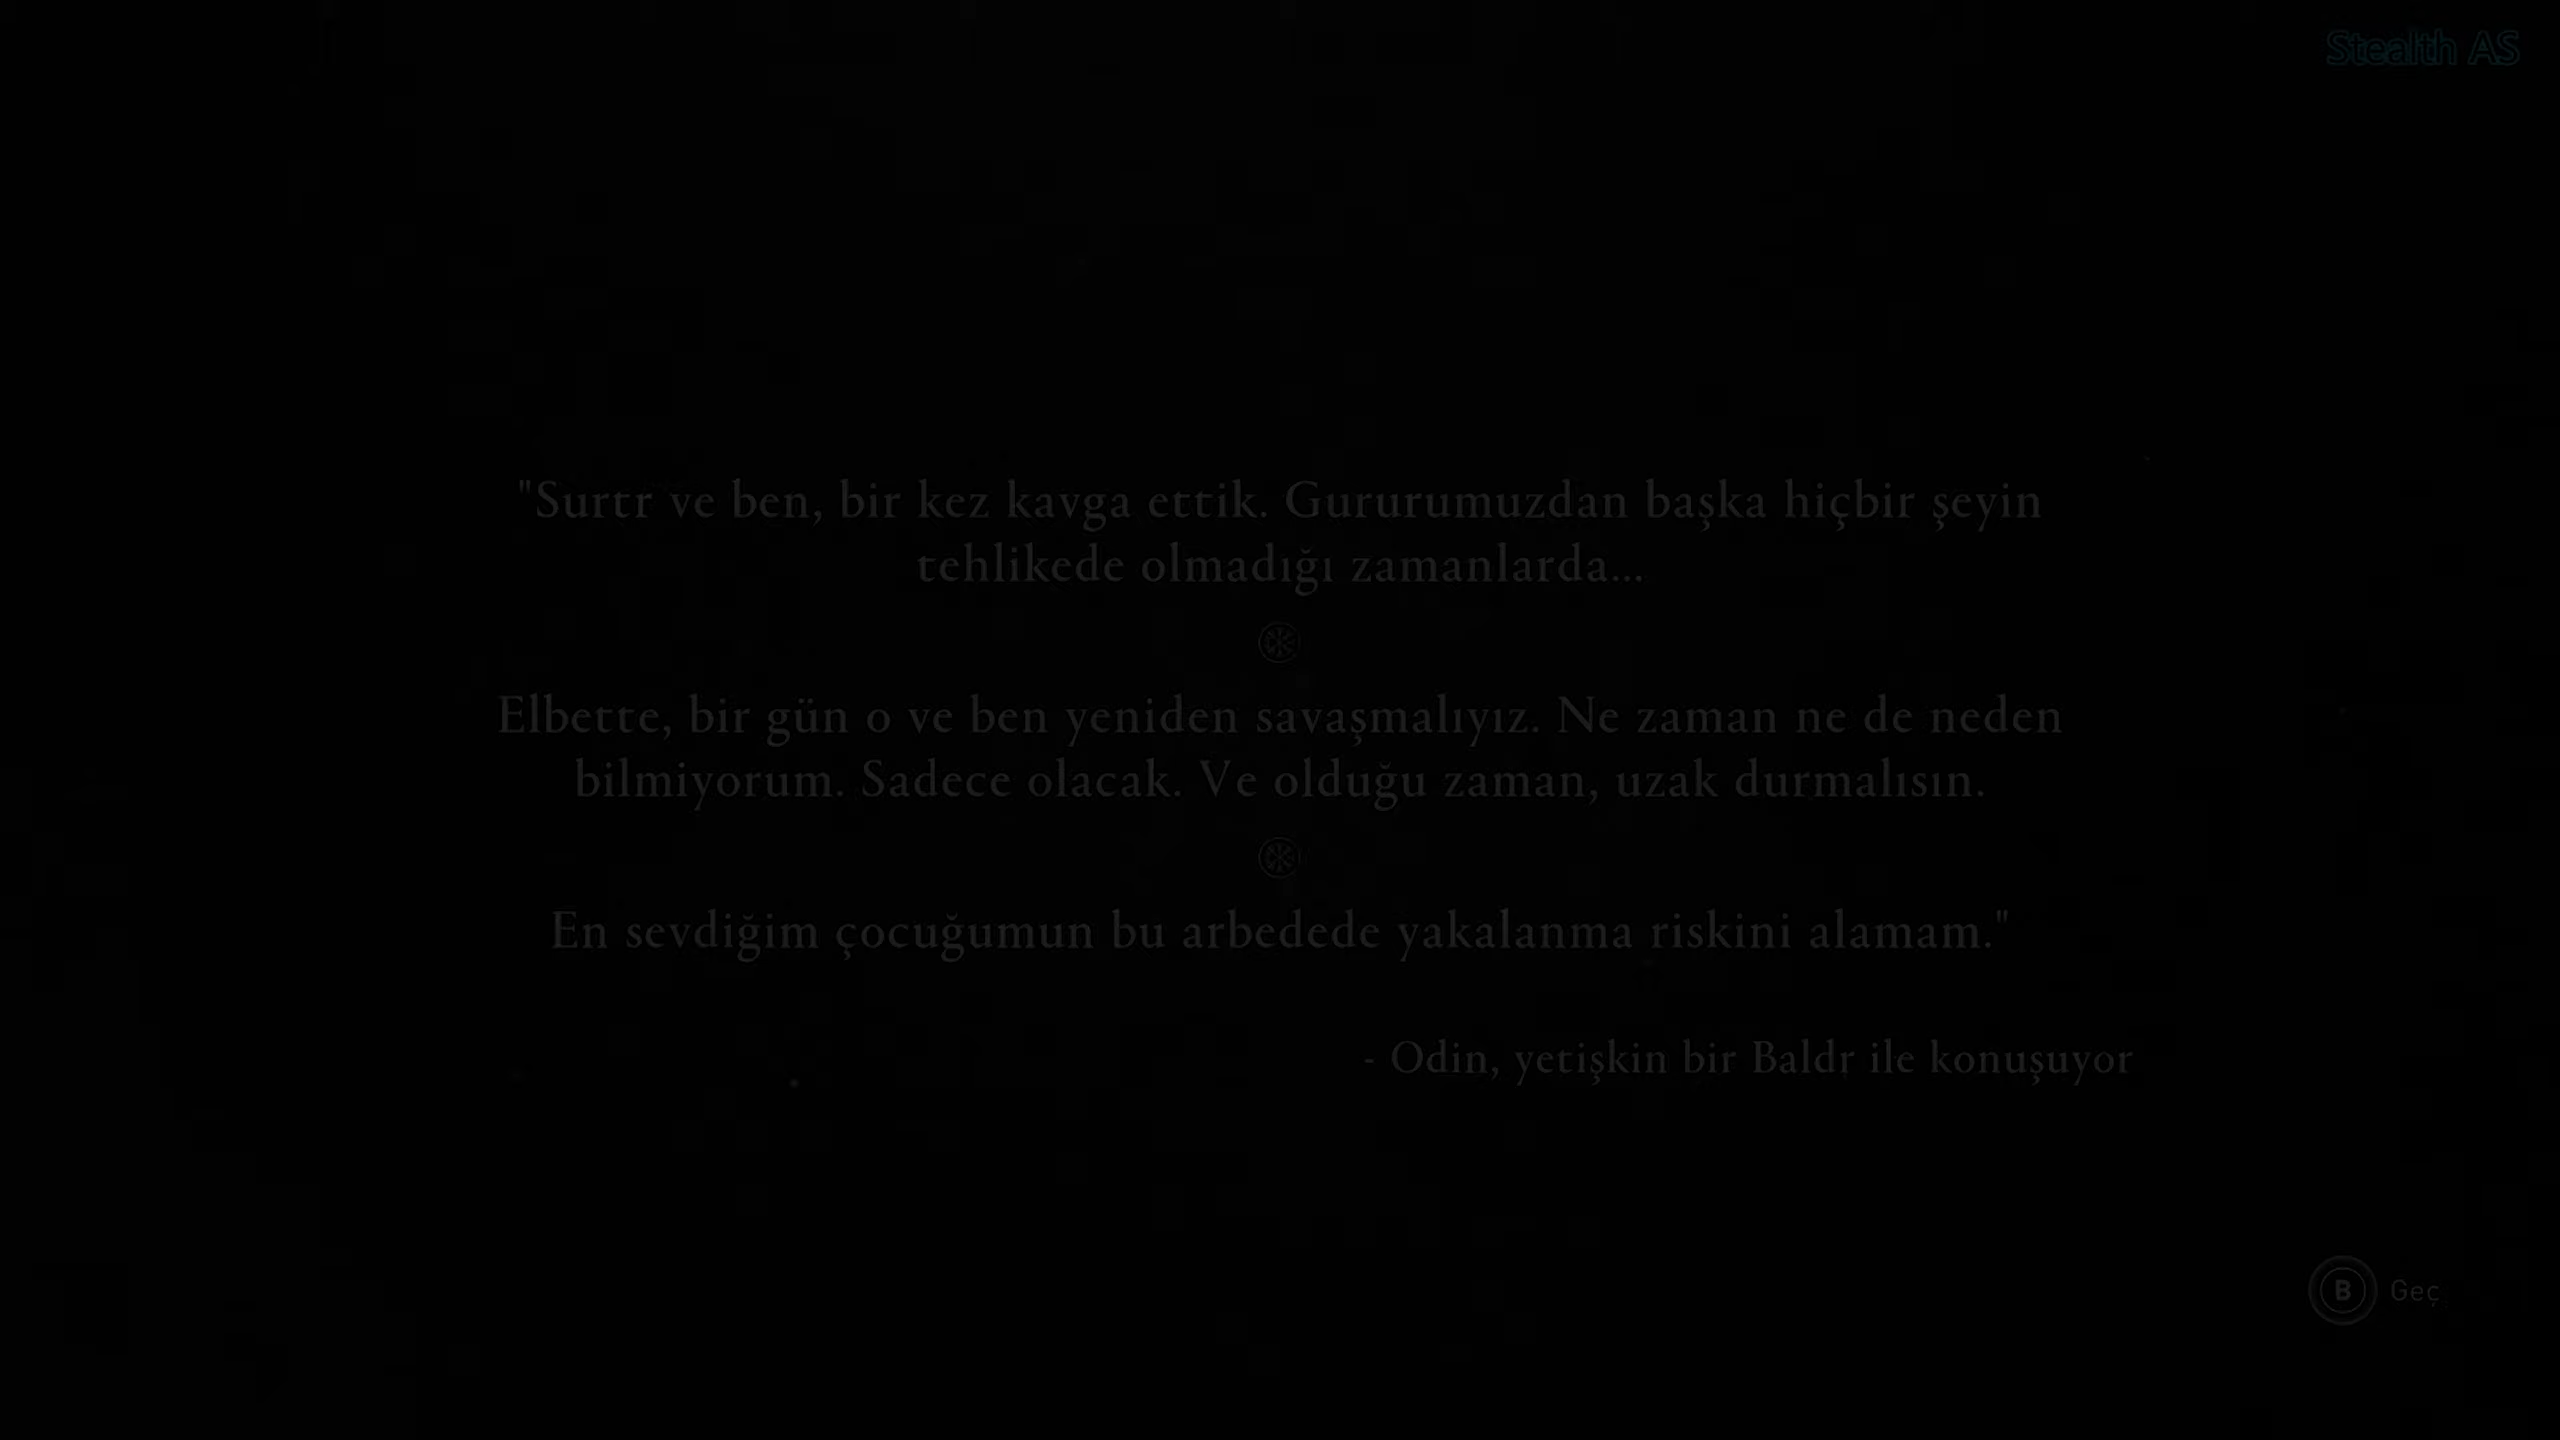 Stealth AS
"Surtr ve ben, bir kez kavga ettik. Gururumuzdan başka hiçbir şeyin
tehlikede olmadığı zamanlarda...
Elbette, bir gün o ve ben yeniden savaşmalıyız. Ne zaman ne de neden
bilmiyorum. Sadece olacak. Ve olduğu zaman, uzak durmalısın.
En sevdiğim çocuğumun bu arbedede yakalanma riskini alamam."
- Odin, yetişkin bir Baldr ile konuşuyor
B Geç